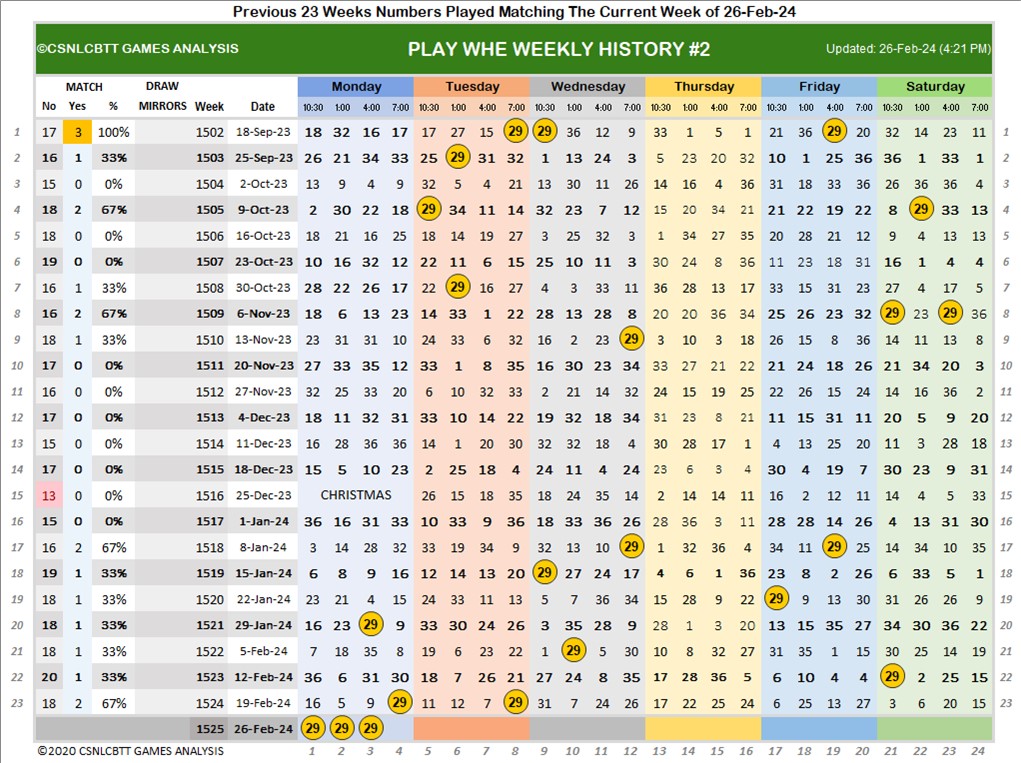 Previous 23 Weeks Numbers Played Matching The Current Week of 26-Feb-24
©CSNLCBTT GAMES ANALYSIS PLAY WHE WEEKLY HISTORY #2 Updated: 26-Feb-24 (4:21 PM)
MATCH DRAW Monday Tuesday Wednesday Thursday Friday Saturday
No Yes % MIRRORS Week Date 10:30 1:00 4:00 7:00 10:30 1:00 4:00 7:00 10:30 1:00 4:00 7:00 10:30 1:00 4:00 7:00 10:30 1:00 4:00 7:00 10:30 1:00 4:00 7:00
1 17 3 100% 1502 18-Sep-23 18 32 16 17 17 27 15 29 29 36 12 9 33 1 5 1 21 36 29 20 32 14 23 11 1
2 16 1 33% 1503 25-Sep-23 26 21 34 33 25 29 31 32 1 13 24 3 5 23 20 32 10 1 25 36 36 1 33 1 2
3 15 0 0% 1504 2-Oct-23 13 9 4 9 32 5 4 21 13 30 11 26 14 16 4 36 31 18 33 36 26 36 36 4 3
4 18 2 67% 1505 9-Oct-23 2 30 22 18 29 34 11 14 32 23 7 12 15 20 34 21 21 22 19 22 8 29 33 13 4
5 18 0 0% 1506 16-Oct-23 18 21 16 25 18 14 19 27 3 25 32 3 1 34 27 35 20 28 21 12 9 4 13 13 5
6 19 0 0% 1507 23-Oct-23 10 16 32 12 22 11 6 15 25 10 11 3 30 24 8 36 11 23 18 31 16 1 4 4 6
7 16 1 33% 1508 30-Oct-23 28 22 26 17 22 29 16 27 4 3 33 11 36 28 13 17 33 15 31 23 27 4 17 5 7
8 16 2 67% 1509 6-Nov-23 18 6 13 23 14 33 1 22 28 13 28 8 20 20 36 34 25 26 23 32 29 23 29 36 8
9 18 1 33% 1510 13-Nov-23 23 31 31 10 24 33 6 32 16 2 23 29 3 10 3 18 26 15 8 36 14 11 13 8 9
10 17 0 0% 1511 20-Nov-23 27 33 35 12 33 1 8 35 16 30 23 34 33 27 21 22 21 24 18 26 21 34 20 3 10
11 16 0 0% 1512 27-Nov-23 32 25 33 20 6 10 32 33 2 21 14 32 24 15 19 25 22 26 15 24 14 16 36 2 11
12 17 0 0% 1513 4-Dec-23 18 11 32 31 33 10 14 22 19 32 18 34 31 23 8 21 11 15 31 11 20 5 9 20 12
13 15 0 0% 1514 11-Dec-23 16 28 36 36 14 1 20 30 32 32 18 4 30 28 17 1 4 13 25 20 11 3 28 18 13
14 17 0 0% 1515 18-Dec-23 15 5 10 23 2 25 18 4 24 11 4 24 23 6 3 4 30 4 19 7 30 23 9 31 14
15 13 0 0% 1516 25-Dec-23 CHRISTMAS 26 15 18 35 18 24 35 14 2 14 14 11 16 2 12 11 14 4 5 33 15
16 15 0 0% 1517 1-Jan-24 36 16 31 33 10 33 9 36 18 33 36 26 28 36 3 11 28 28 14 26 4 13 31 30 16
17 16 2 67% 1518 8-Jan-24 3 14 28 32 33 19 34 9 32 13 10 29 1 32 36 4 34 11 29 25 14 34 10 35 17
18 19 1 33% 1519 15-Jan-24 6 8 9 16 12 14 13 20 29 27 24 17 4 6 1 36 23 8 2 26 6 33 5 1 18
19 18 1 33% 1520 22-Jan-24 23 21 4 15 24 33 11 13 5 7 36 34 15 28 9 22 29 9 13 30 31 26 26 9 19
20 18 1 33% 1521 29-Jan-24 16 23 29 9 33 30 24 26 3 35 28 9 28 1 3 20 13 15 35 27 34 30 36 22 20
21 18 1 33% 1522 5-Feb-24 7 18 35 8 19 6 23 22 1 29 5 30 10 8 32 27 31 35 1 15 30 25 14 19 21
22 20 1 33% 1523 12-Feb-24 36 6 31 30 18 7 26 21 27 24 8 35 17 28 36 5 6 10 4 4 29 2 25 15 22
23 18 2 67% 1524 19-Feb-24 16 5 9 29 11 12 7 29 31 7 24 26 17 22 25 24 6 25 13 27 3 6 20 15 23
1525 26-Feb-24 29 29 29
©2020 CSNLCBTT GAMES ANALYSIS 1 2 3 4 5 6 7 8 9 10 11 12 13 14 15 16 17 18 19 20 21 22 23 24